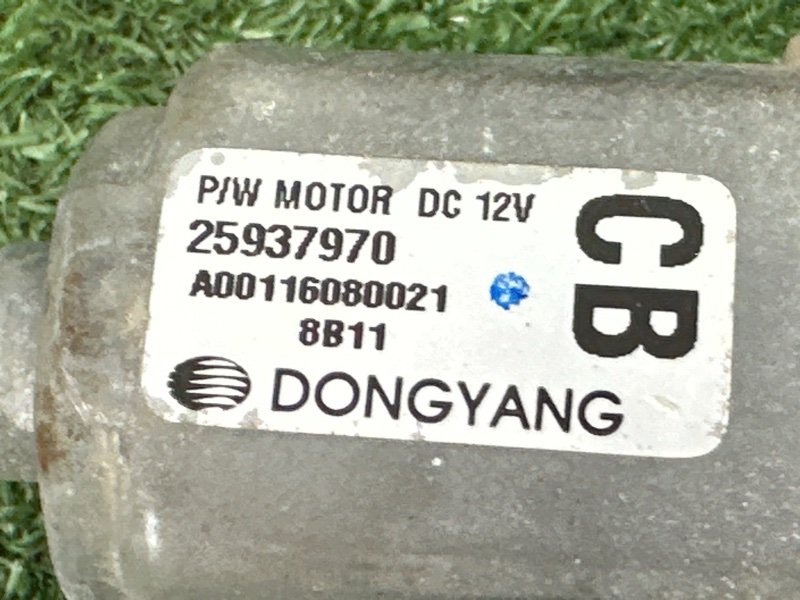 P/W MOTOR DC 12V
25937970
A00116080021
8B11
DONGYANG
CB